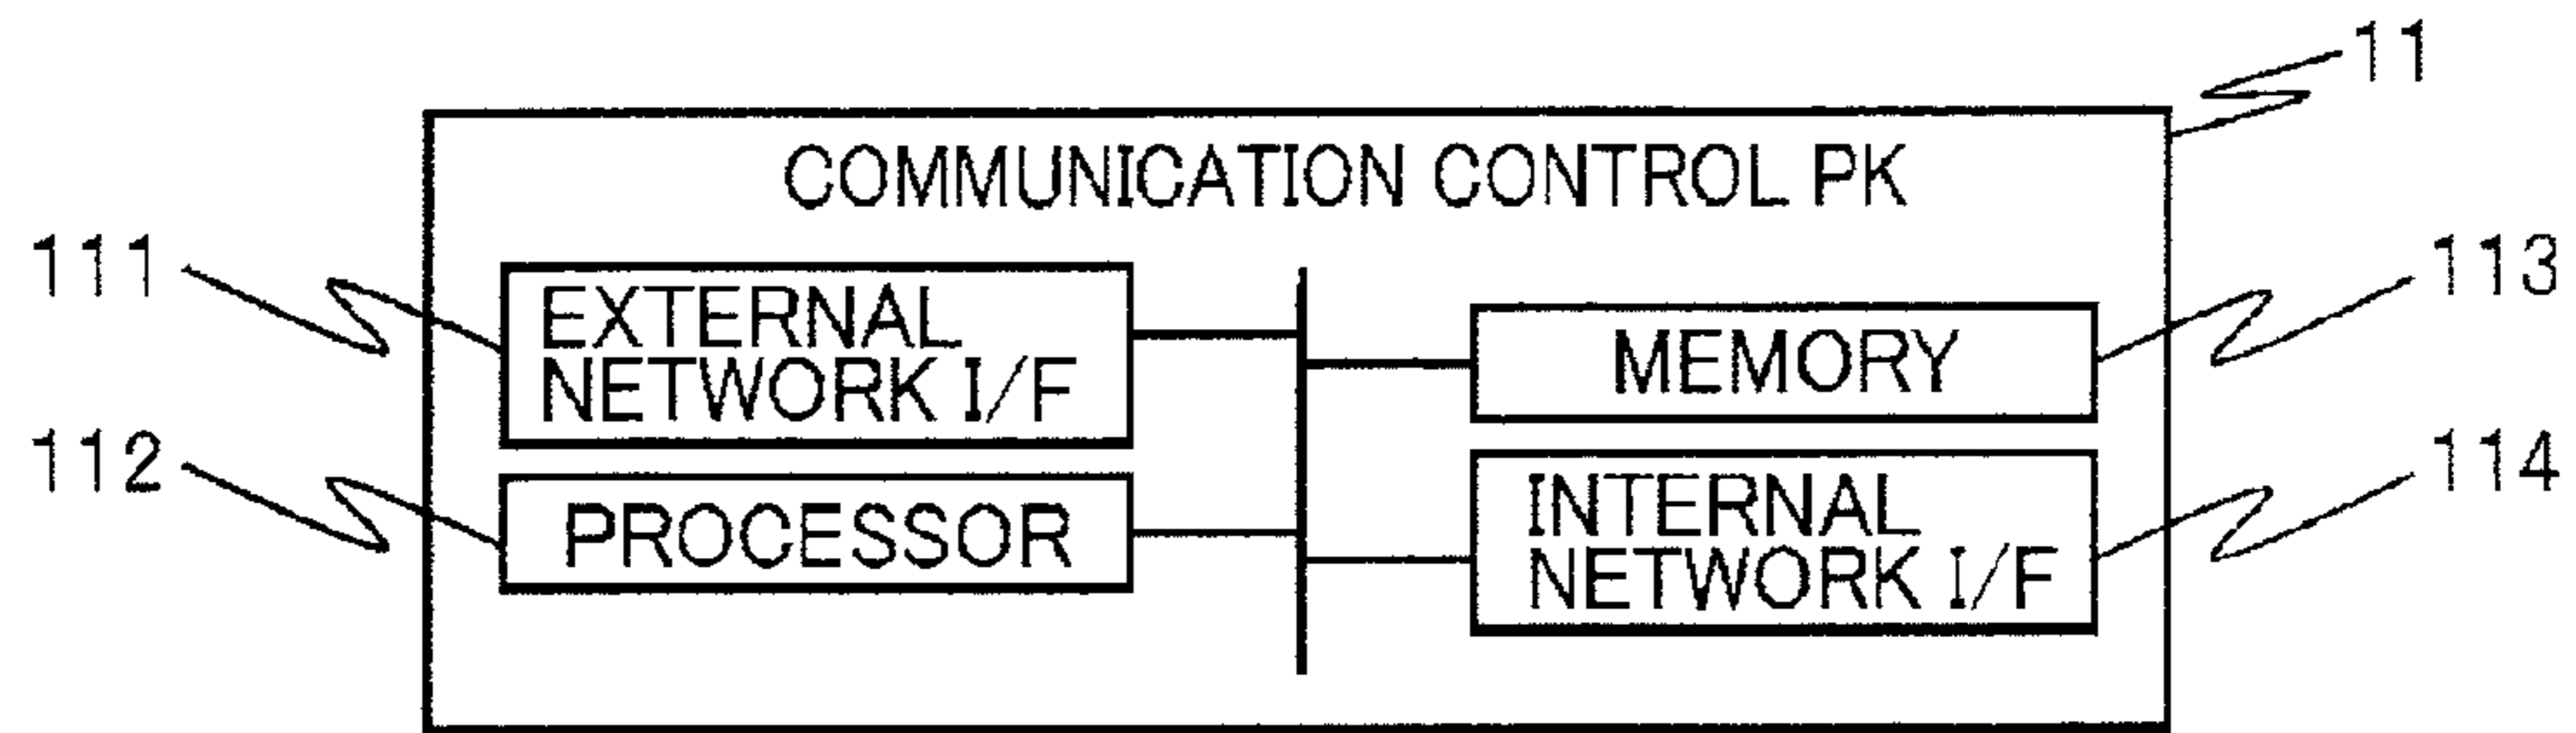 11
COMMUNICATION CONTROL PK
111
EXTERNAL
NETWORK I/F
113
MEMORY
112
PROCESSOR
114
INTERNAL
NETWORK I/F